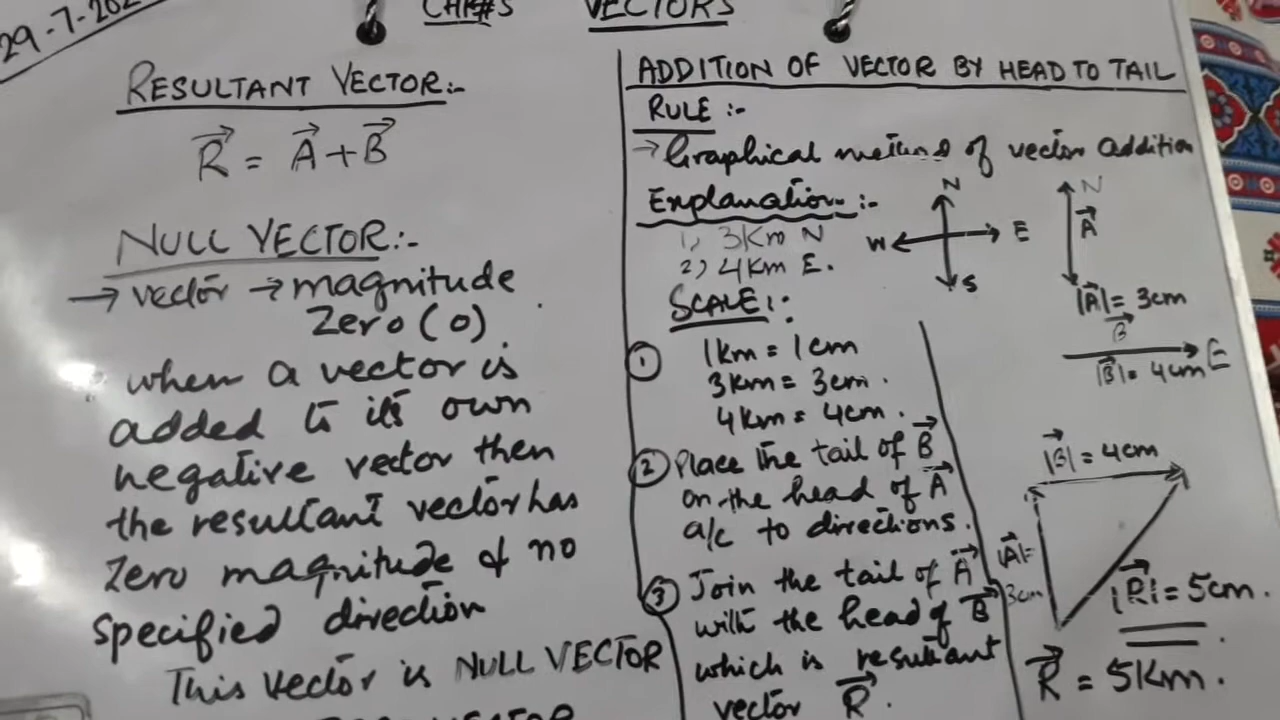 29-7-202
CHR#5 VECTORS
RESULTANT VECTOR:-
R = A + B
NULL VECTOR:-
→ vector → magnitude
Zero (0)
when a vector is
added to its own
negative vector then
the resultant vector has
Zero magnitude & no
specified direction
This vector is NULL VECTOR
ADDITION OF VECTOR BY HEAD TO TAIL
RULE:-
→ Graphical method of vector addition
Explanation:-
1) 3Km N
2) 4Km E.
SCALE:
① 1km = 1cm
3km = 3cm.
4km = 4cm.
② Place the tail of B
on the head of A
a/c to directions.
③ Join the tail of A
with the head of B
which is resultant
vector R.
N
W E
S
N
A
|A| = 3cm
B
E
|B| = 4cm
|B| = 4cm
|A| =
3cm
|R| = 5cm.
R = 5Km.